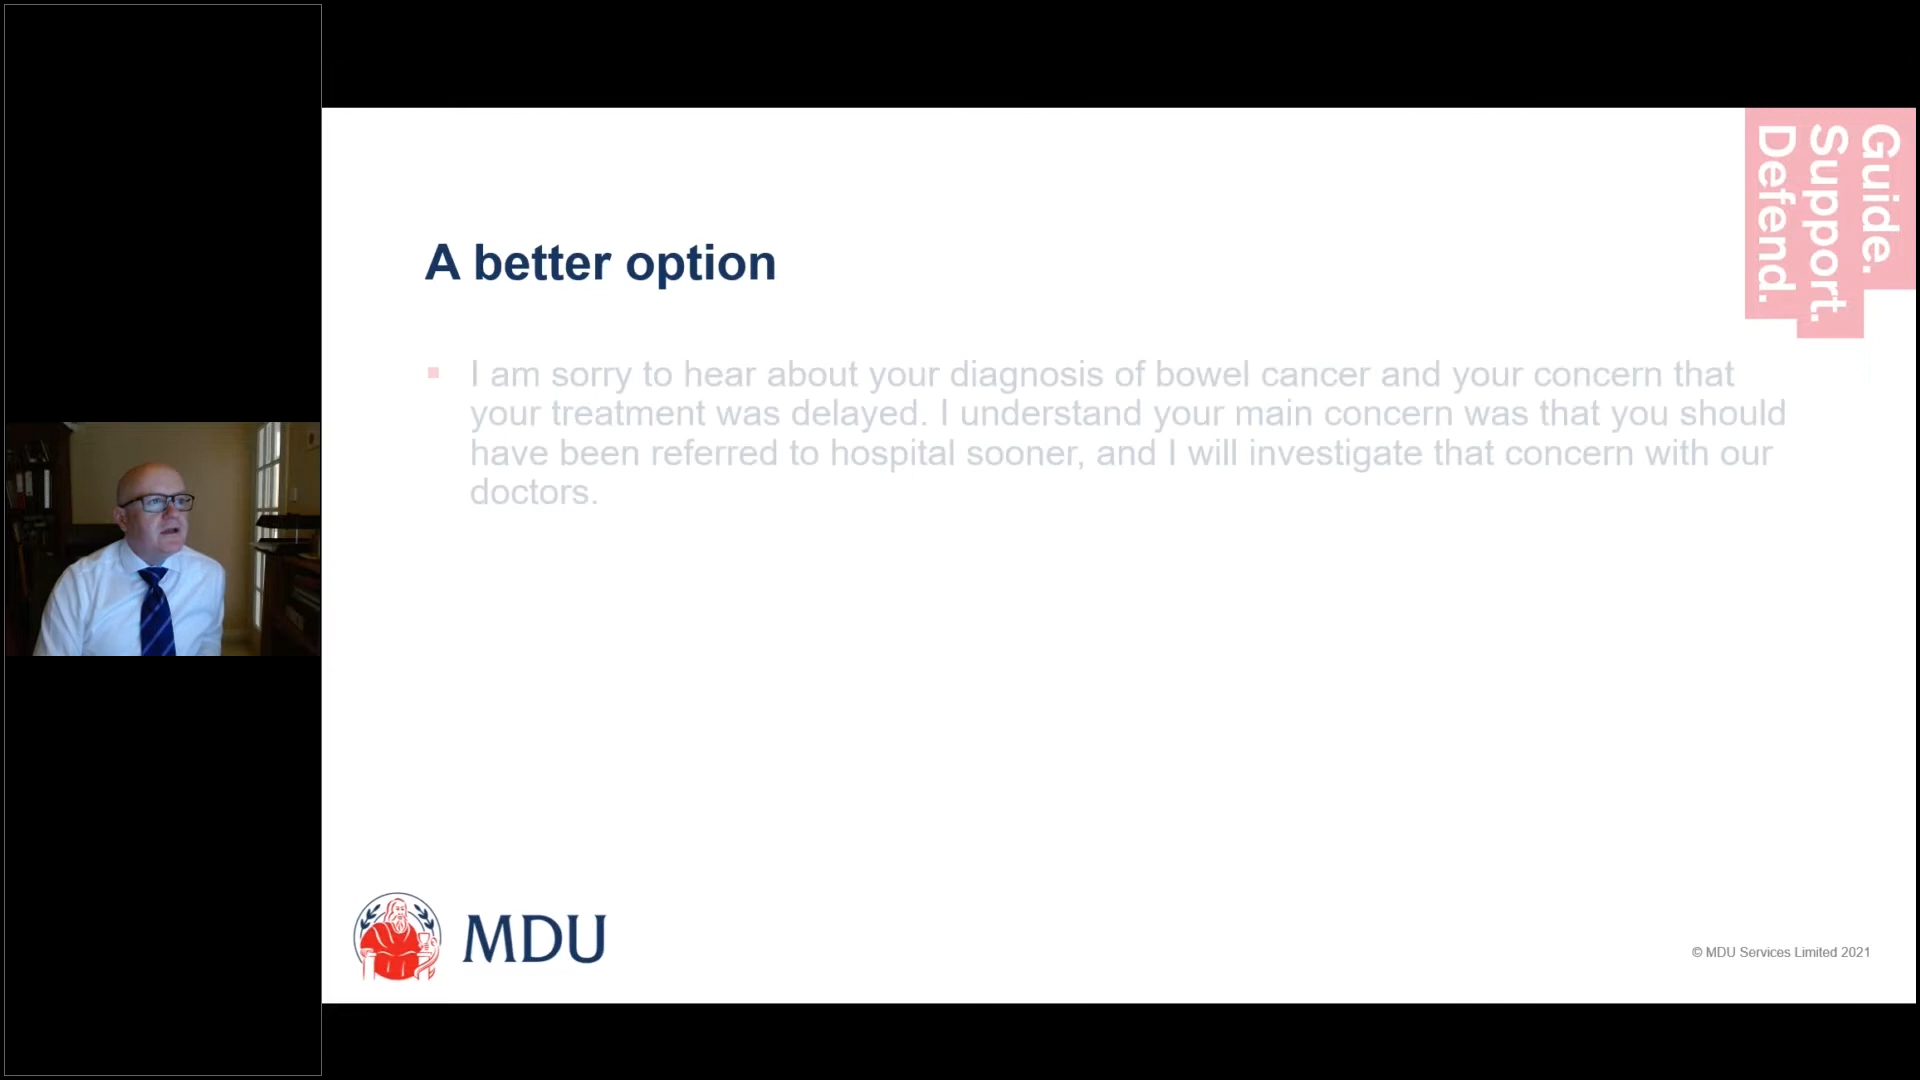 Guide.
Support.
Defend.
A better option
I am sorry to hear about your diagnosis of bowel cancer and your concern that
your treatment was delayed. I understand your main concern was that you should
have been referred to hospital sooner, and I will investigate that concern with our
doctors.
MDU
© MDU Services Limited 2021